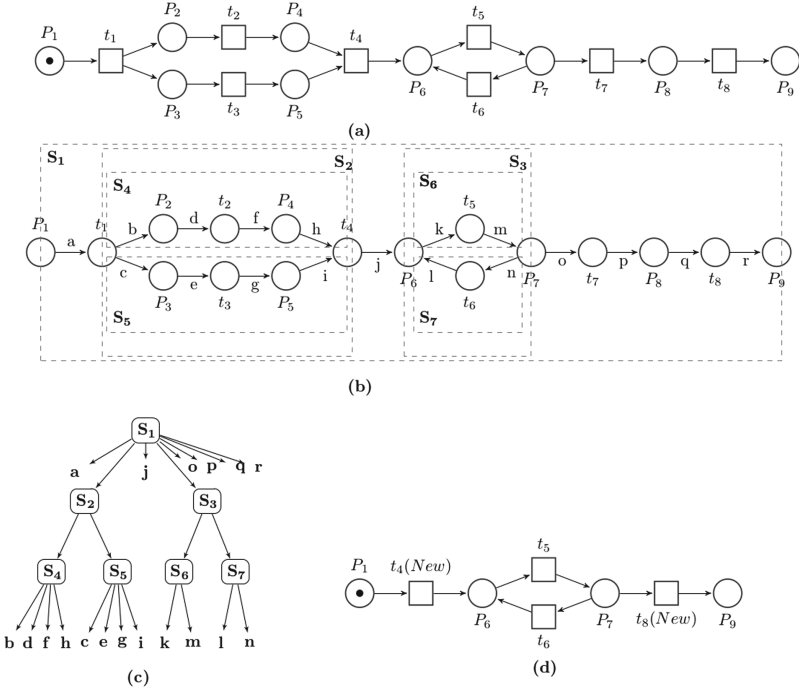 P₂ t₂ P₄ t₅
P₁ t₁ t₄
P₃ t₃ P₅ P₆ t₆ P₇ t₇ P₈ t₈ P₉
(a)
S₁ S₂ S₃
S₄ S₆
P₂ t₂ P₄ t₅
P₁ t₁ b d f h t₄ k m
a c e g i j l n o p q r
P₃ t₃ P₅ P₆ t₆ P₇ t₇ P₈ t₈ P₉
S₅ S₇
(b)
S₁
a j o p q r
S₂ S₃
S₄ S₅ S₆ S₇
b d f h c e g i k m l n
(c)
P₁ t₄(New) t₅
P₆ t₆ P₇ t₈(New) P₉
(d)